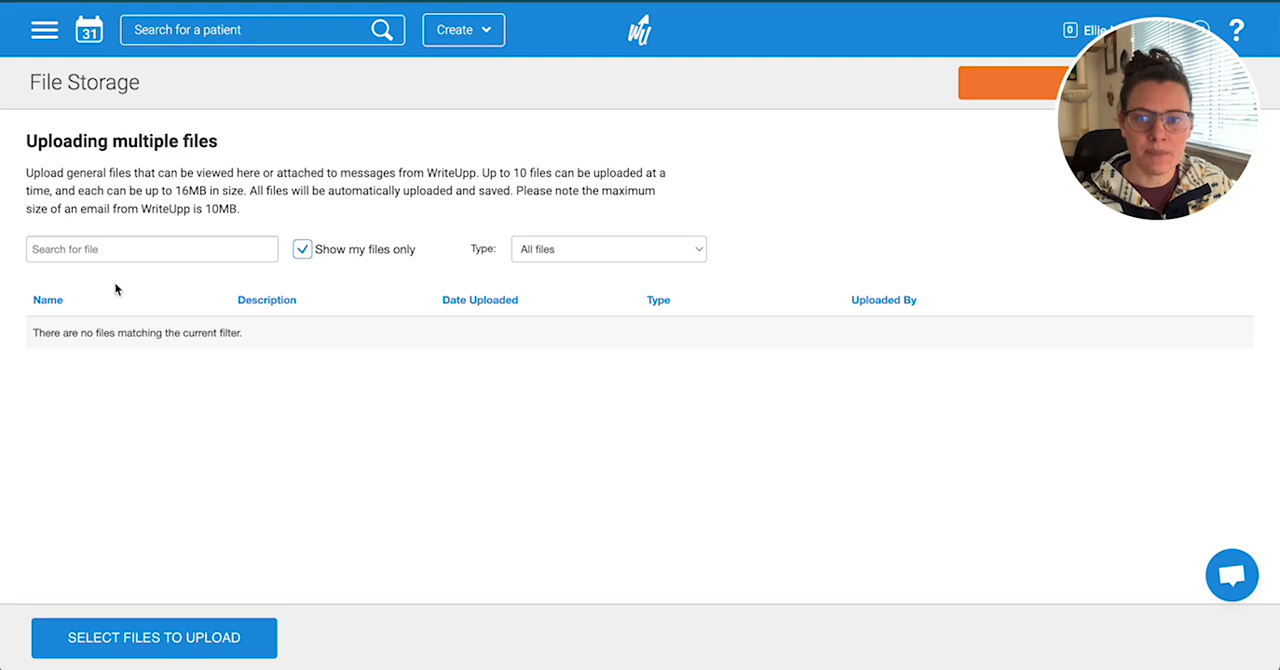 31
Search for a patient
Create
WU
0
Ellie
?
File Storage
Uploading multiple files
Upload general files that can be viewed here or attached to messages from WriteUpp. Up to 10 files can be uploaded at a
time, and each can be up to 16MB in size. All files will be automatically uploaded and saved. Please note the maximum
size of an email from WriteUpp is 10MB.
Search for file
Show my files only
Type:
All files
Name
Description
Date Uploaded
Type
Uploaded By
There are no files matching the current filter.
SELECT FILES TO UPLOAD